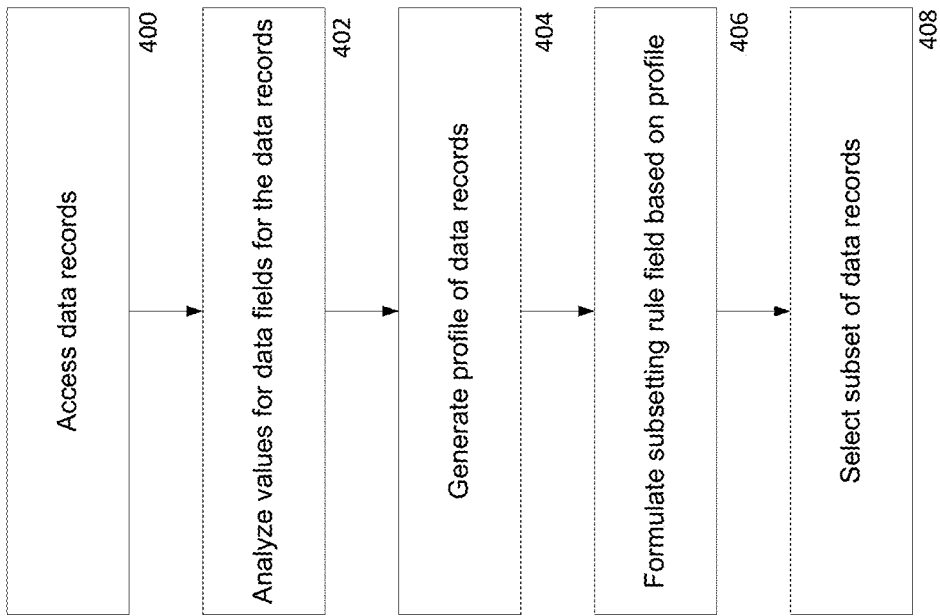 Access data records
400
Analyze values for data fields for the data records
402
Generate profile of data records
404
Formulate subsetting rule field based on profile
406
Select subset of data records
408